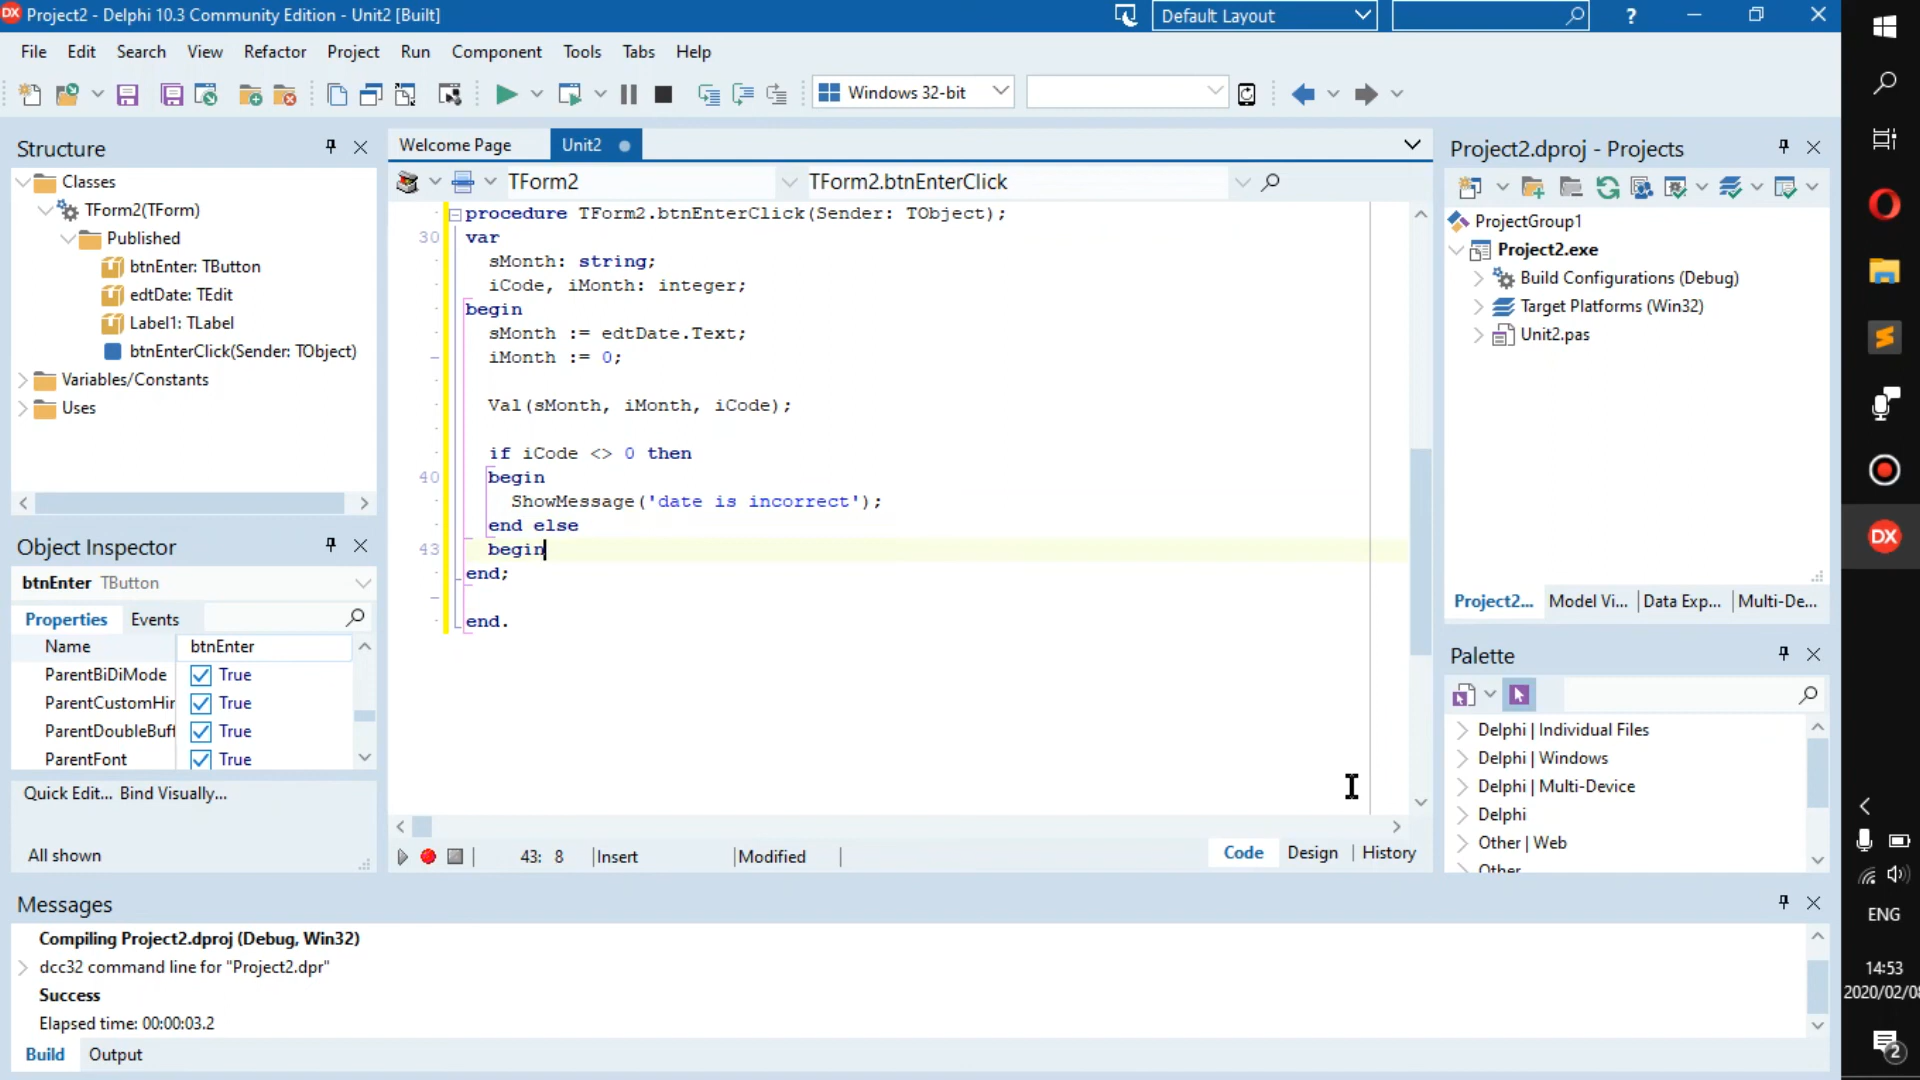 DX Project2 - Delphi 10.3 Community Edition - Unit2 [Built]
Default Layout
?
File Edit Search View Refactor Project Run Component Tools Tabs Help
Windows 32-bit
Structure
Classes
TForm2(TForm)
Published
btnEnter: TButton
edtDate: TEdit
Label1: TLabel
btnEnterClick(Sender: TObject)
Variables/Constants
Uses
Object Inspector
btnEnter TButton
Properties Events
Name btnEnter
ParentBiDiMode True
ParentCustomHir True
ParentDoubleBuff True
ParentFont True
Quick Edit... Bind Visually...
All shown
Welcome Page Unit2
TForm2 TForm2.btnEnterClick
procedure TForm2.btnEnterClick(Sender: TObject);
30 var
sMonth: string;
iCode, iMonth: integer;
begin
sMonth := edtDate.Text;
iMonth := 0;
Val(sMonth, iMonth, iCode);
if iCode <> 0 then
40 begin
ShowMessage('date is incorrect');
end else
43 begin
end;
end.
43: 8 Insert Modified
Code Design History
Project2.dproj - Projects
ProjectGroup1
Project2.exe
Build Configurations (Debug)
Target Platforms (Win32)
Unit2.pas
Project2... Model Vi... Data Exp... Multi-De...
Palette
Delphi | Individual Files
Delphi | Windows
Delphi | Multi-Device
Delphi
Other | Web
Other
Messages
Compiling Project2.dproj (Debug, Win32)
dcc32 command line for "Project2.dpr"
Success
Elapsed time: 00:00:03.2
Build Output
DX
ENG
14:53
2020/02/08
2